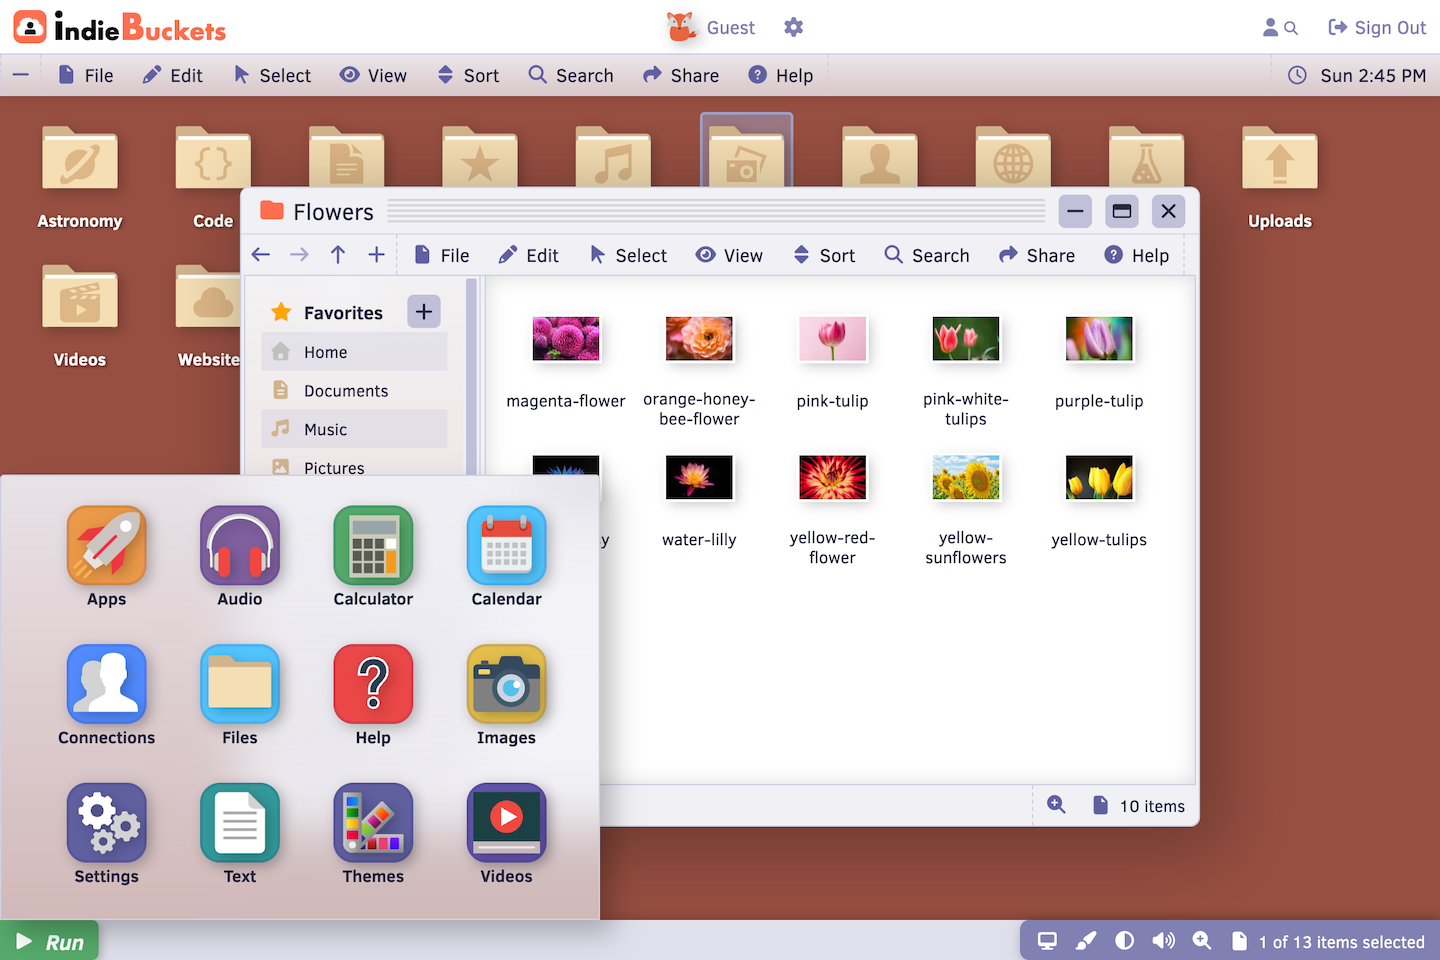 indieBuckets
Guest
Sign Out
File Edit Select View Sort Search Share Help
Sun 2:45 PM
Astronomy
Code
Uploads
Videos
Website
Flowers
File Edit Select View Sort Search Share Help
Favorites
Home
Documents
Music
Pictures
magenta-flower
orange-honey-
bee-flower
pink-tulip
pink-white-
tulips
purple-tulip
y
water-lilly
yellow-red-
flower
yellow-
sunflowers
yellow-tulips
10 items
Apps Audio Calculator Calendar
Connections Files Help Images
Settings Text Themes Videos
Run
1 of 13 items selected